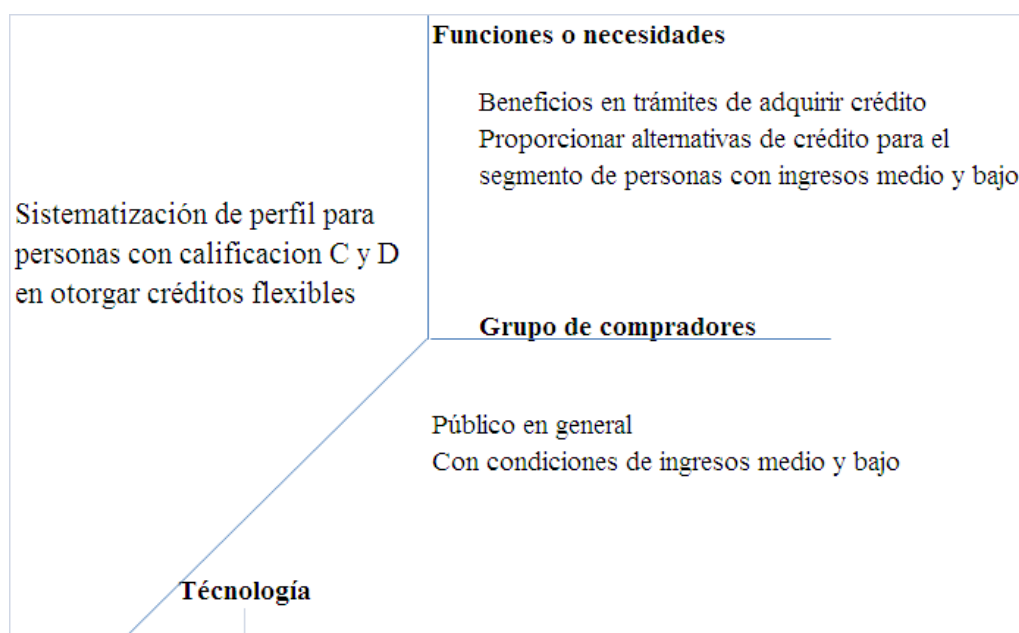 Funciones o necesidades
Beneficios en trámites de adquirir crédito
Proporcionar alternativas de crédito para el
segmento de personas con ingresos medio y bajo
Sistematización de perfil para
personas con calificacion C y D
en otorgar créditos flexibles
Grupo de compradores
Público en general
Con condiciones de ingresos medio y bajo
Técnología